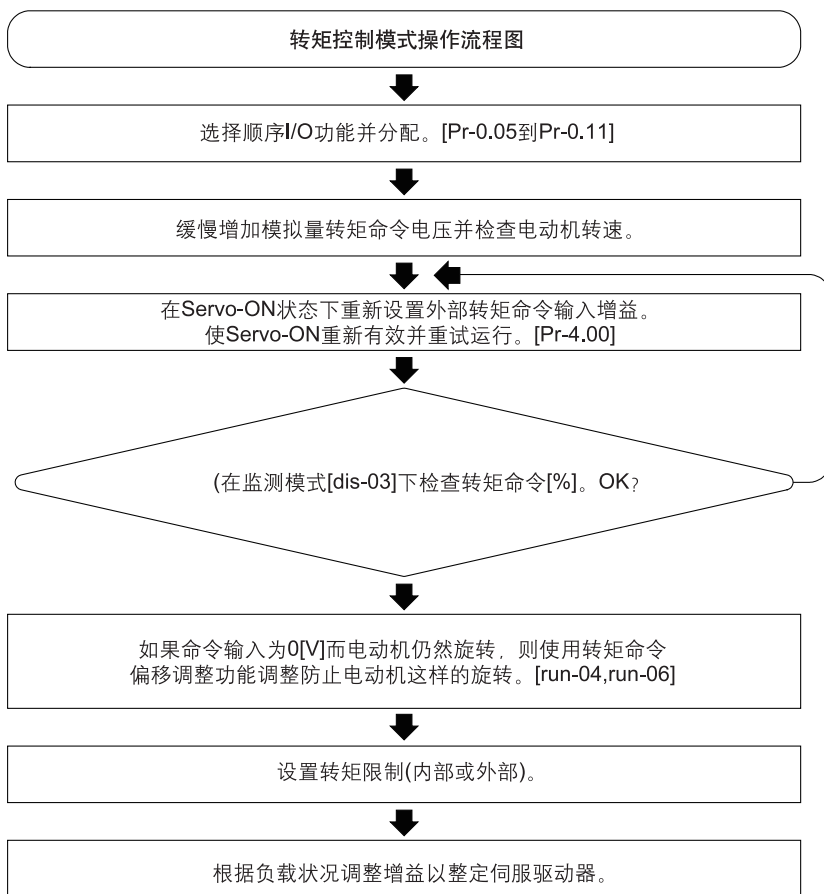 转矩控制模式操作流程图
选择顺序I/O功能并分配。[Pr-0.05到Pr-0.11]
缓慢增加模拟量转矩命令电压并检查电动机转速。
在Servo-ON状态下重新设置外部转矩命令输入增益。
使Servo-ON重新有效并重试运行。[Pr-4.00]
(在监测模式[dis-03]下检查转矩命令[%]。OK?
如果命令输入为0[V]而电动机仍然旋转，则使用转矩命令
偏移调整功能调整防止电动机这样的旋转。[run-04,run-06]
设置转矩限制(内部或外部)。
根据负载状况调整增益以整定伺服驱动器。